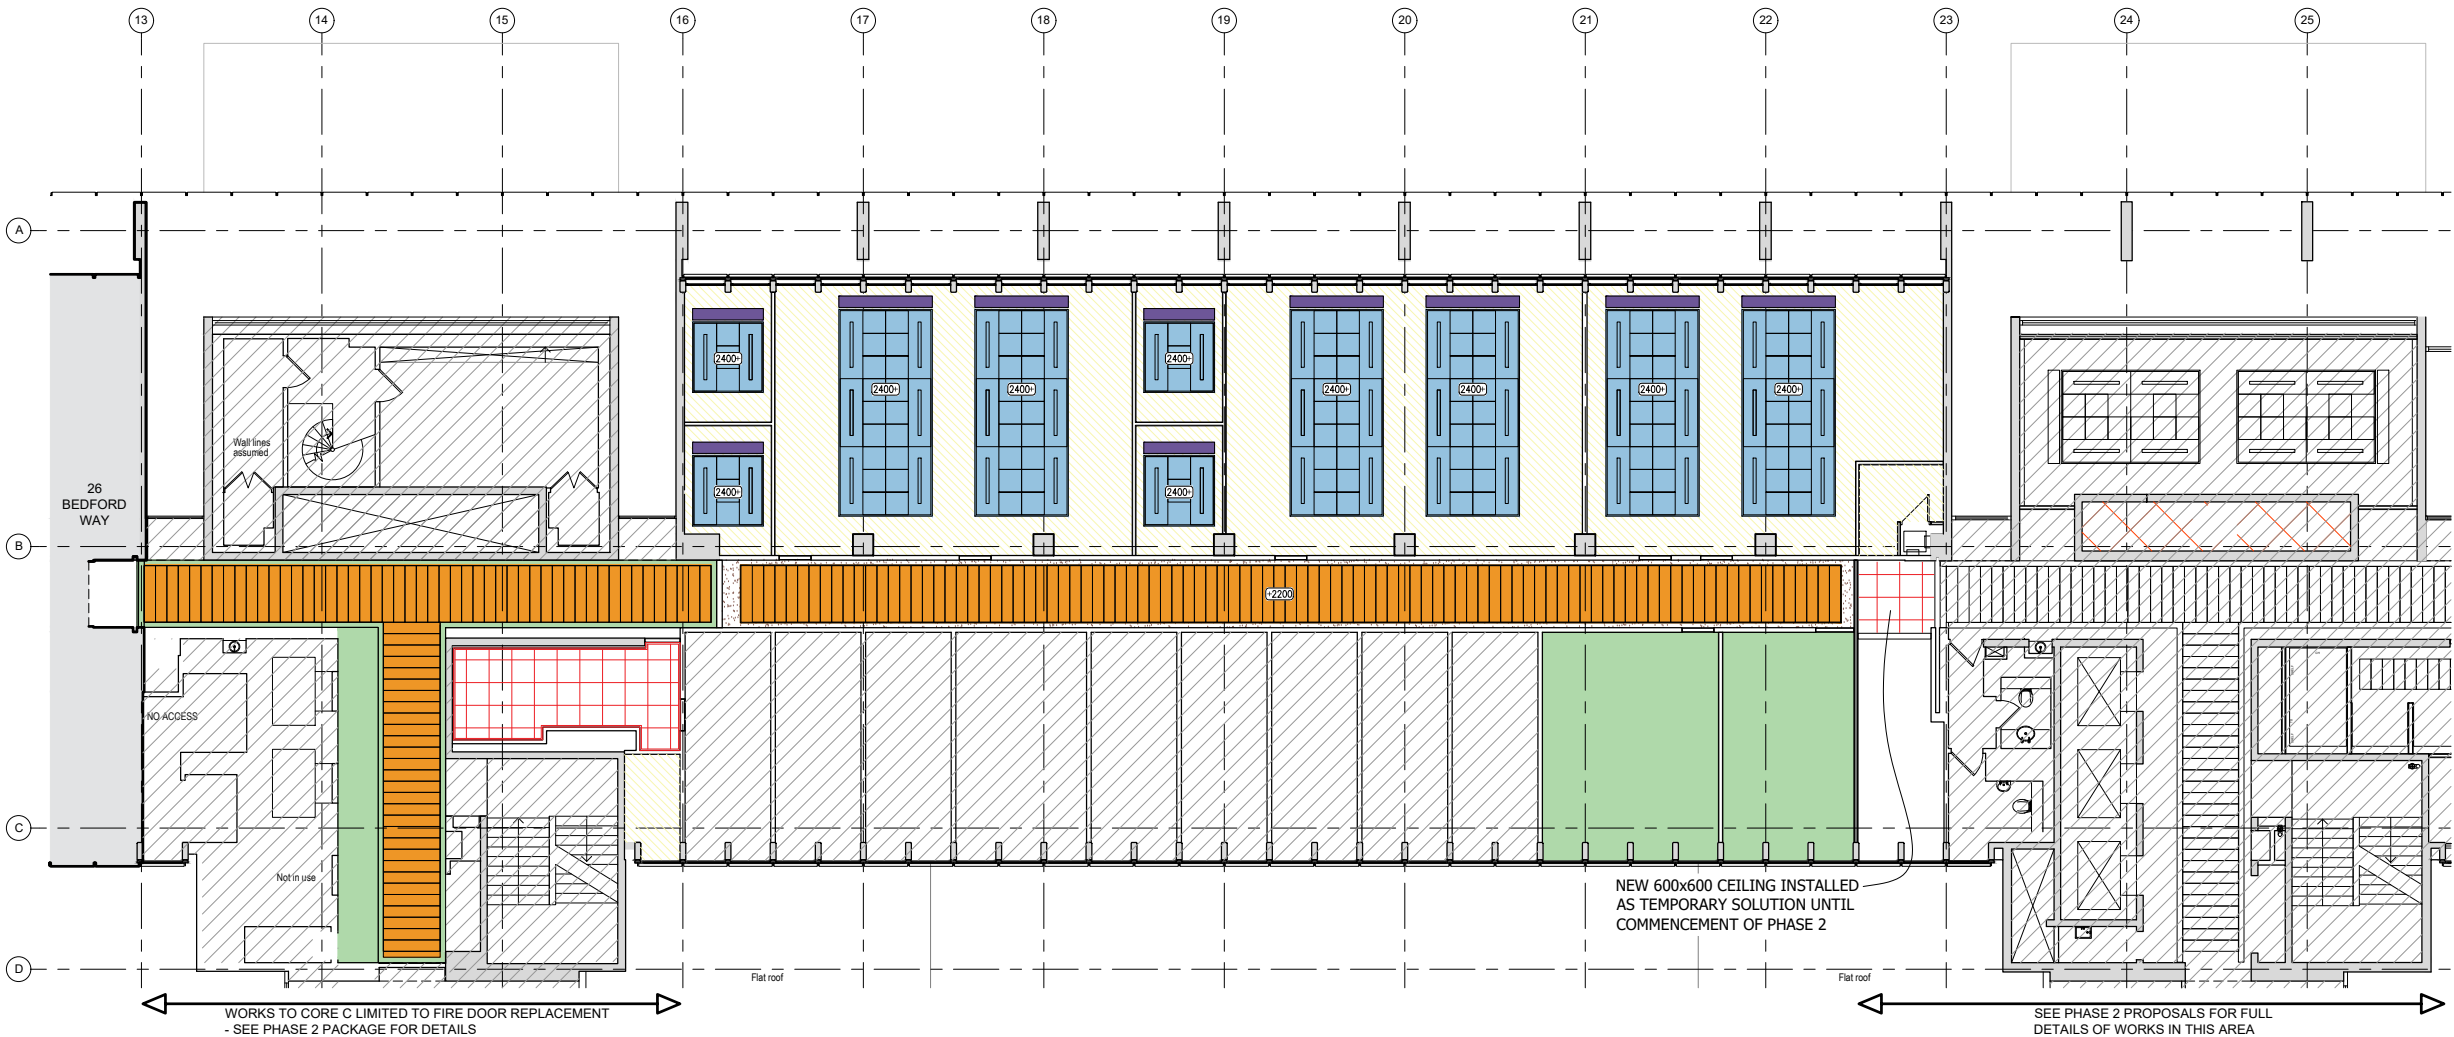 13 14 15 16 17 18 19 20 21 22 23 24 25
A
2400+ 2400+
2400+ 2400+ 2400+ 2400+ 2400+ 2400+
Wall lines
assumed
26
BEDFORD
WAY
2400+ 2400+
B
+2200
NO ACCESS
C
Not in use
NEW 600x600 CEILING INSTALLED
AS TEMPORARY SOLUTION UNTIL
COMMENCEMENT OF PHASE 2
D
Flat roof Flat roof
WORKS TO CORE C LIMITED TO FIRE DOOR REPLACEMENT
- SEE PHASE 2 PACKAGE FOR DETAILS
SEE PHASE 2 PROPOSALS FOR FULL
DETAILS OF WORKS IN THIS AREA